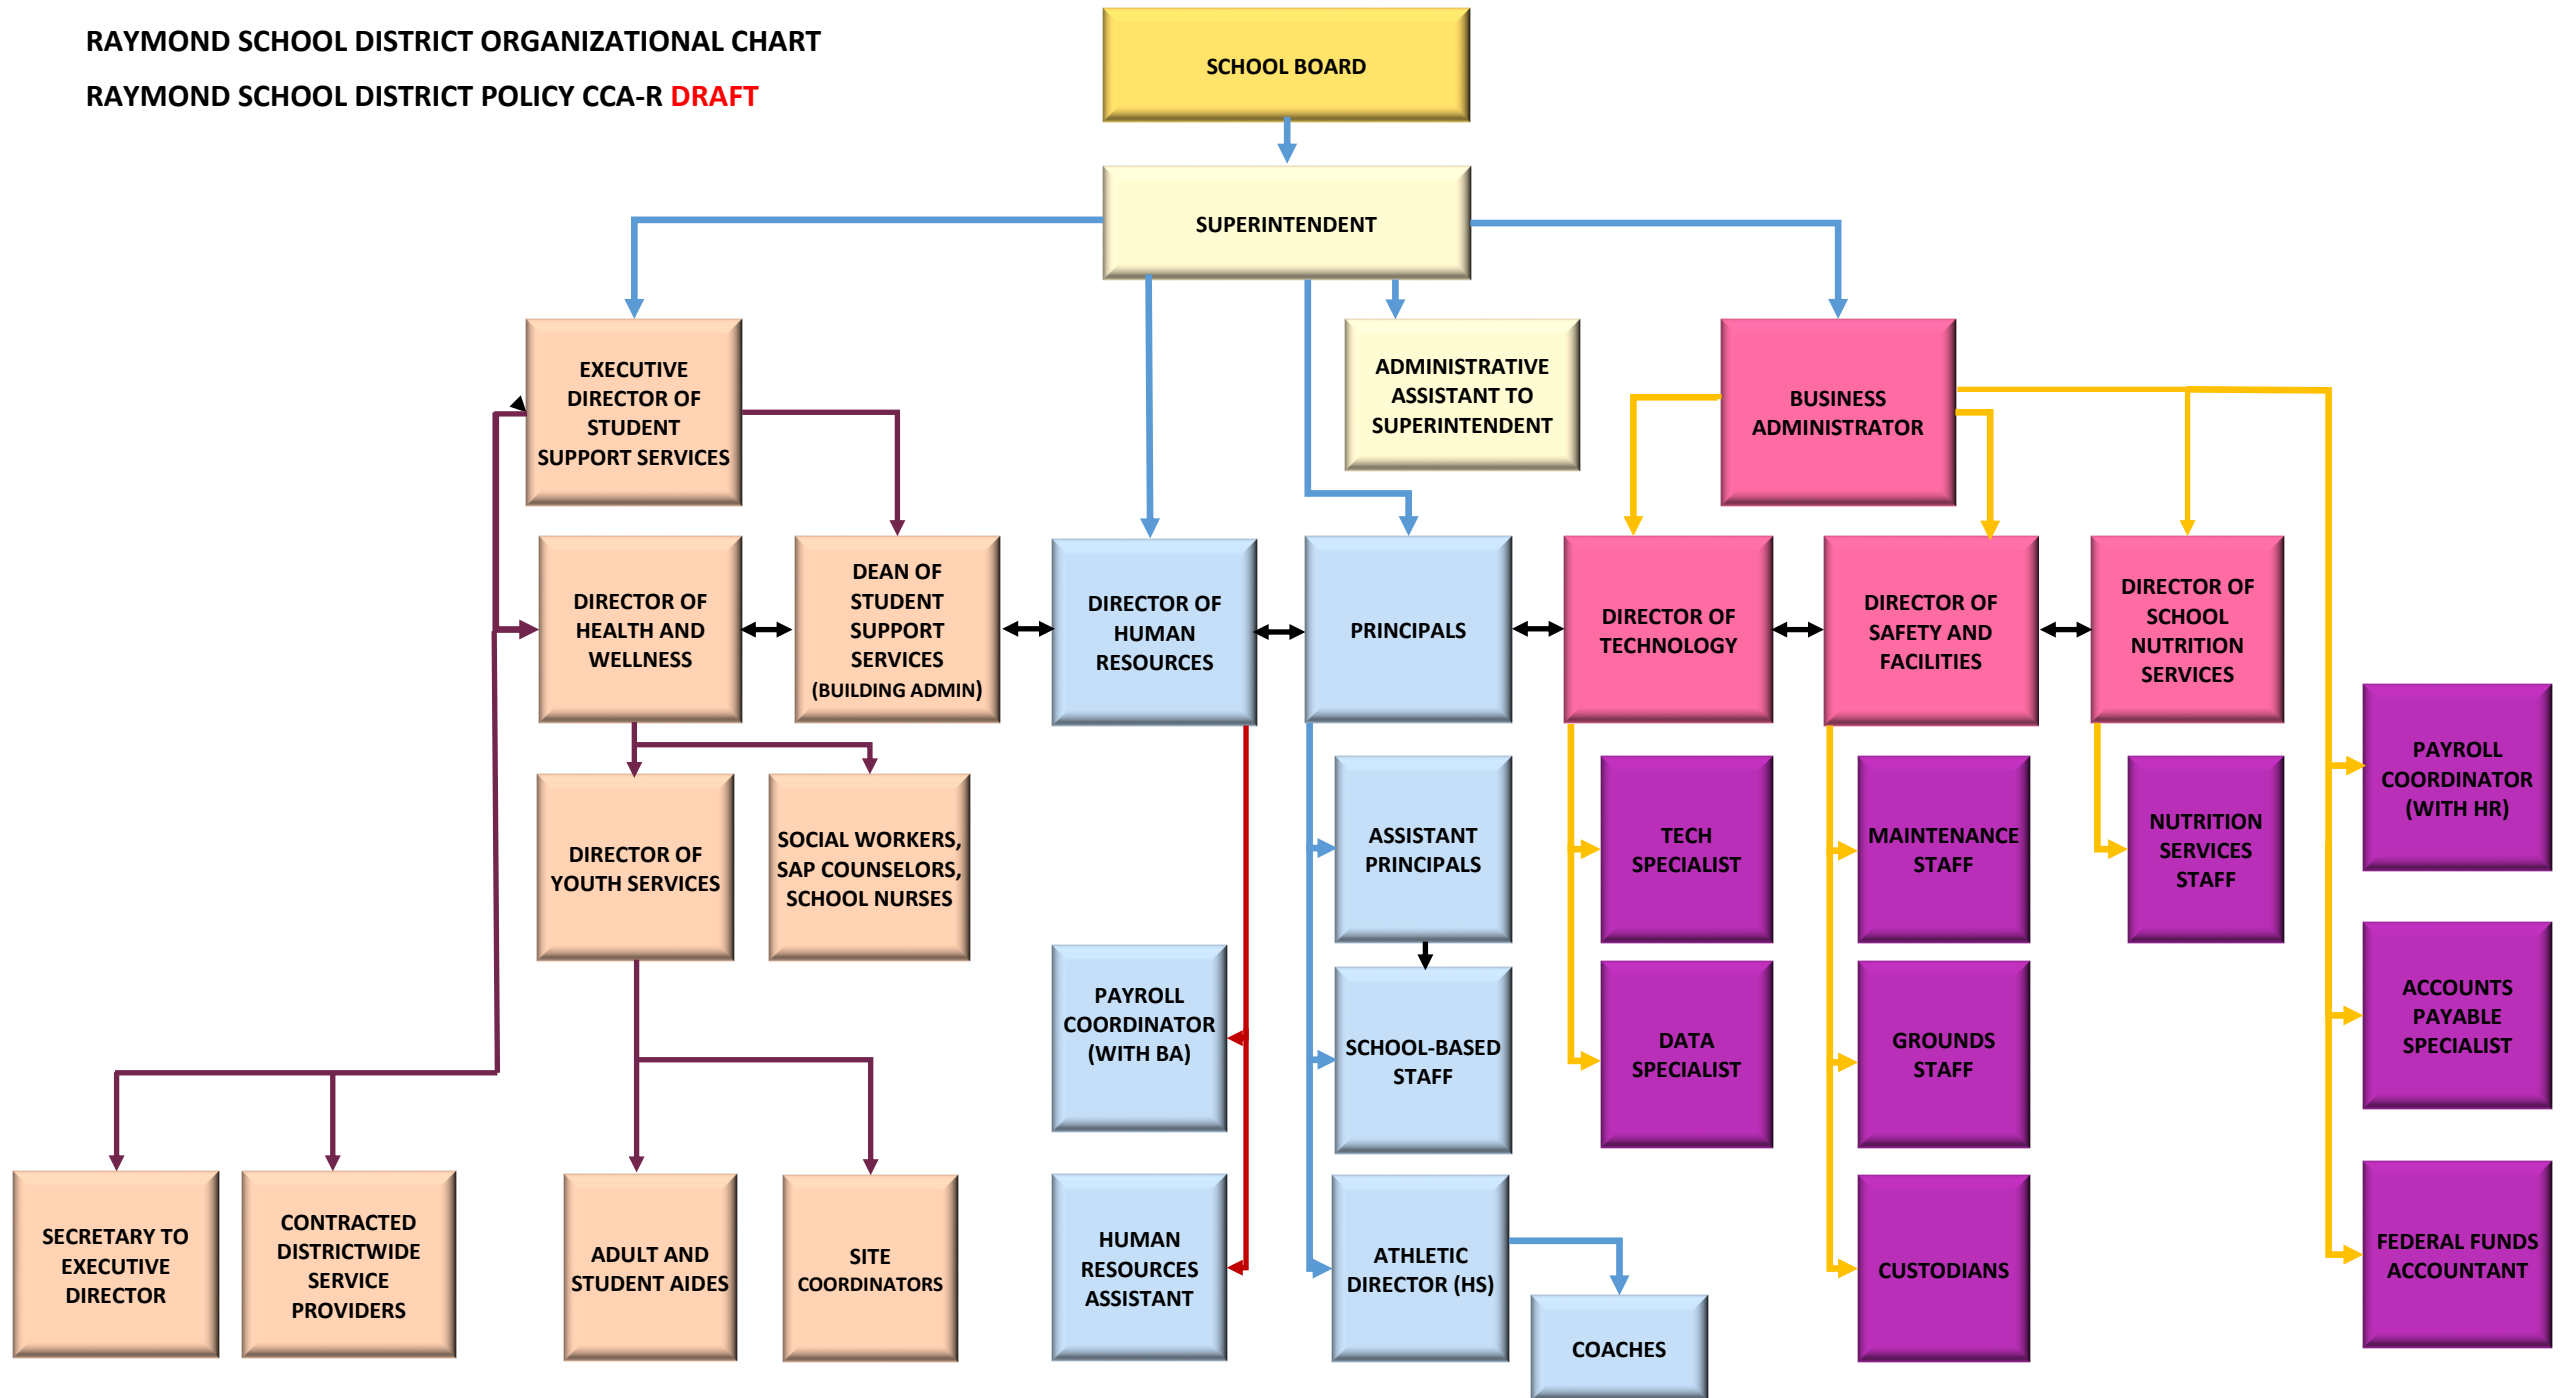 RAYMOND SCHOOL DISTRICT ORGANIZATIONAL CHART
RAYMOND SCHOOL DISTRICT POLICY CCA-R DRAFT
SCHOOL BOARD
SUPERINTENDENT
EXECUTIVE
DIRECTOR OF
STUDENT
SUPPORT SERVICES
ADMINISTRATIVE
ASSISTANT TO
SUPERINTENDENT
BUSINESS
ADMINISTRATOR
DIRECTOR OF
HEALTH AND
WELLNESS
DEAN OF
STUDENT
SUPPORT
SERVICES
(BUILDING ADMIN)
DIRECTOR OF
HUMAN
RESOURCES
PRINCIPALS
DIRECTOR OF
TECHNOLOGY
DIRECTOR OF
SAFETY AND
FACILITIES
DIRECTOR OF
SCHOOL
NUTRITION
SERVICES
PAYROLL
COORDINATOR
(WITH HR)
DIRECTOR OF
YOUTH SERVICES
SOCIAL WORKERS,
SAP COUNSELORS,
SCHOOL NURSES
ASSISTANT
PRINCIPALS
TECH
SPECIALIST
MAINTENANCE
STAFF
NUTRITION
SERVICES
STAFF
PAYROLL
COORDINATOR
(WITH BA)
SCHOOL-BASED
STAFF
DATA
SPECIALIST
GROUNDS
STAFF
ACCOUNTS
PAYABLE
SPECIALIST
SECRETARY TO
EXECUTIVE
DIRECTOR
CONTRACTED
DISTRICTWIDE
SERVICE
PROVIDERS
ADULT AND
STUDENT AIDES
SITE
COORDINATORS
HUMAN
RESOURCES
ASSISTANT
ATHLETIC
DIRECTOR (HS)
COACHES
CUSTODIANS
FEDERAL FUNDS
ACCOUNTANT